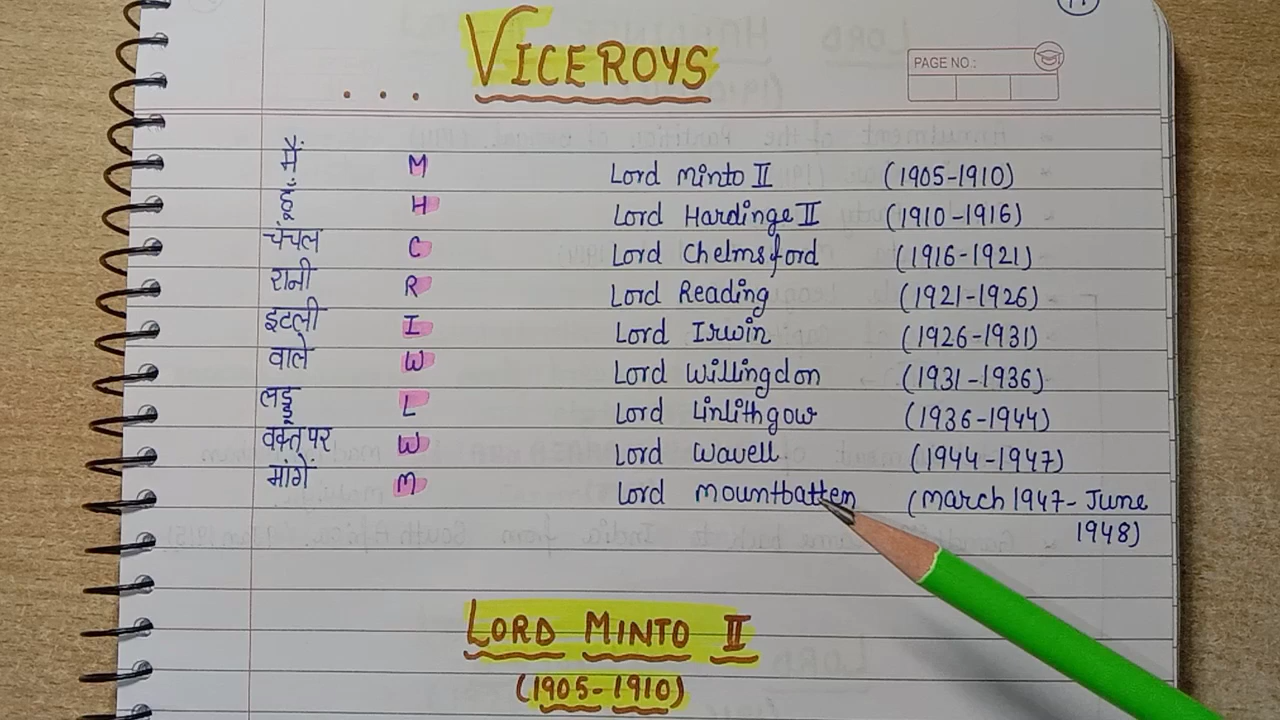 VICEROYS
. . .
PAGE NO.:
मैं M Lord Minto II (1905-1910)
हूँ H Lord Hardinge II (1910-1916)
चंचल C Lord Chelmsford (1916-1921)
रानी R Lord Reading (1921-1926)
इटली I Lord Irwin (1926-1931)
वाले W Lord Willingdon (1931-1936)
लड्डू L Lord Linlithgow (1936-1944)
वक्त पर W Lord Wavell (1944-1947)
मांगे M Lord Mountbatten (March 1947- June
1948)
LORD MINTO II
(1905-1910)